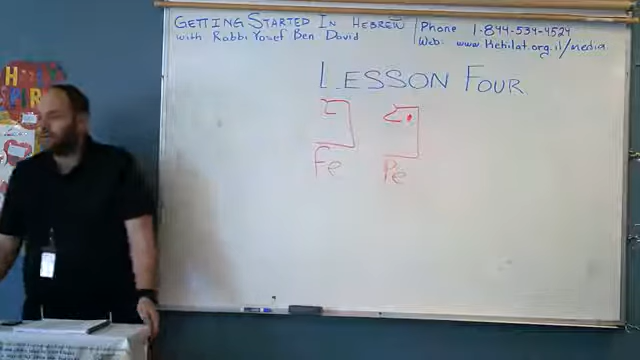 GETTING STARTED IN HEBREW
with Rabbi Yosef Ben David
Phone 1-844-534-4524
Web: www.Kehilat.org.il/media
LESSON FOUR
פ פּ
Fe Pe